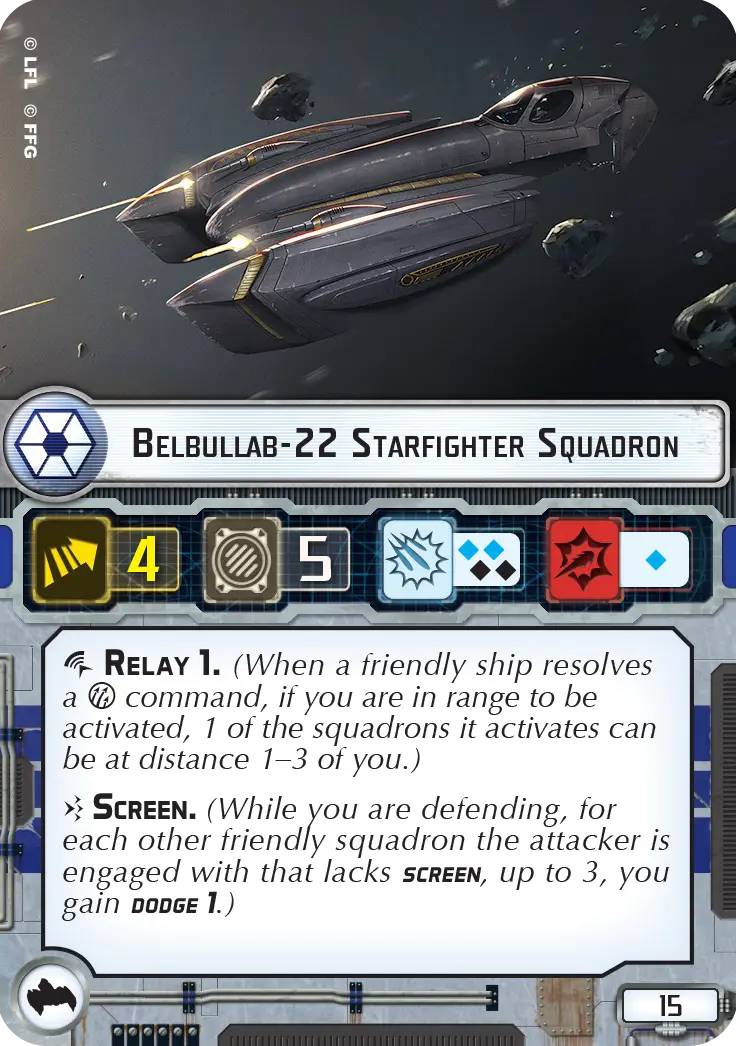 © LFL © FFG
Belbullab-22 Starfighter Squadron
4 5
Relay 1. (When a friendly ship resolves
a command, if you are in range to be
activated, 1 of the squadrons it activates can
be at distance 1–3 of you.)
Screen. (While you are defending, for
each other friendly squadron the attacker is
engaged with that lacks screen, up to 3, you
gain dodge 1.)
15